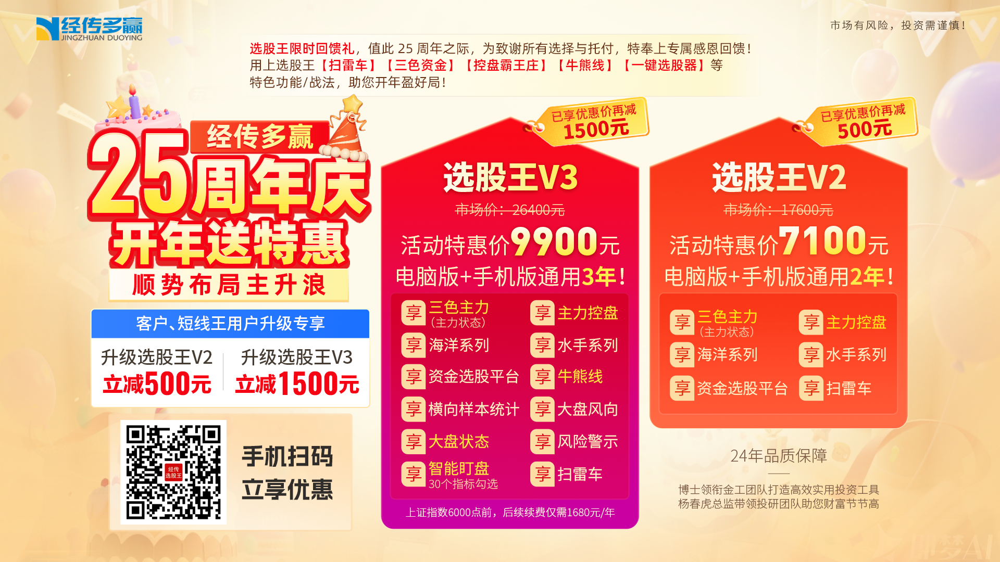 经传多赢
JINGZHUAN DUOYING
市场有风险，投资需谨慎！
选股王限时回馈礼，值此 25 周年之际，为致谢所有选择与托付，特奉上专属感恩回馈！
用上选股王【扫雷车】【三色资金】【控盘霸王庄】【牛熊线】【一键选股器】等
特色功能/战法，助您开年盈好局！
经传多赢
25周年庆
开年送特惠
顺势布局主升浪
客户、短线王用户升级专享
升级选股王V2
立减500元
升级选股王V3
立减1500元
经传
选股王
手机扫码
立享优惠
已享优惠价再减
1500元
选股王V3
市场价：26400元
活动特惠价9900元
电脑版+手机版通用3年！
享 三色主力
（主力状态）
享 主力控盘
享 海洋系列
享 水手系列
享 资金选股平台
享 牛熊线
享 横向样本统计
享 大盘风向
享 大盘状态
享 风险警示
享 智能盯盘
30个指标勾选
享 扫雷车
上证指数6000点前，后续续费仅需1680元/年
已享优惠价再减
500元
选股王V2
市场价：17600元
活动特惠价7100元
电脑版+手机版通用2年！
享 三色主力
（主力状态）
享 主力控盘
享 海洋系列
享 水手系列
享 资金选股平台
享 扫雷车
24年品质保障
博士领衔金工团队打造高效实用投资工具
杨春虎总监带领投研团队助您财富节节高
即梦AI